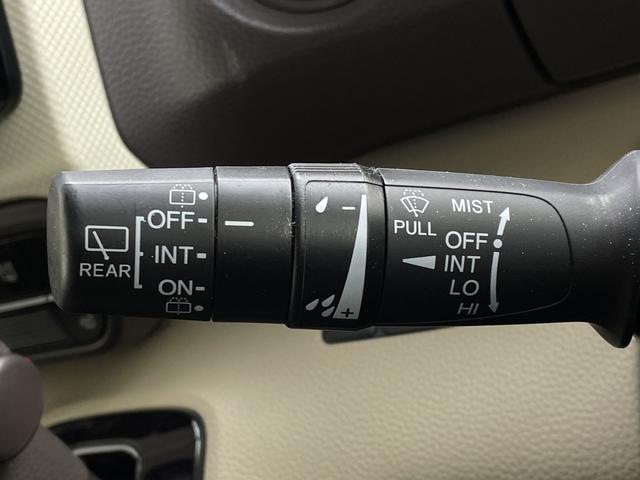 REAR
OFF
INT
ON
−
+
PULL
MIST
OFF
INT
LO
HI